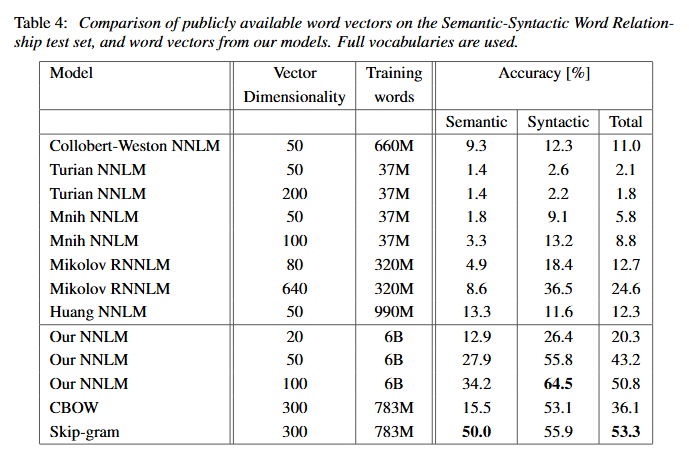 Table 4: Comparison of publicly available word vectors on the Semantic-Syntactic Word Relation-
ship test set, and word vectors from our models. Full vocabularies are used.
Model Vector Training Accuracy [%]
Dimensionality words
Semantic Syntactic Total
Collobert-Weston NNLM 50 660M 9.3 12.3 11.0
Turian NNLM 50 37M 1.4 2.6 2.1
Turian NNLM 200 37M 1.4 2.2 1.8
Mnih NNLM 50 37M 1.8 9.1 5.8
Mnih NNLM 100 37M 3.3 13.2 8.8
Mikolov RNNLM 80 320M 4.9 18.4 12.7
Mikolov RNNLM 640 320M 8.6 36.5 24.6
Huang NNLM 50 990M 13.3 11.6 12.3
Our NNLM 20 6B 12.9 26.4 20.3
Our NNLM 50 6B 27.9 55.8 43.2
Our NNLM 100 6B 34.2 64.5 50.8
CBOW 300 783M 15.5 53.1 36.1
Skip-gram 300 783M 50.0 55.9 53.3